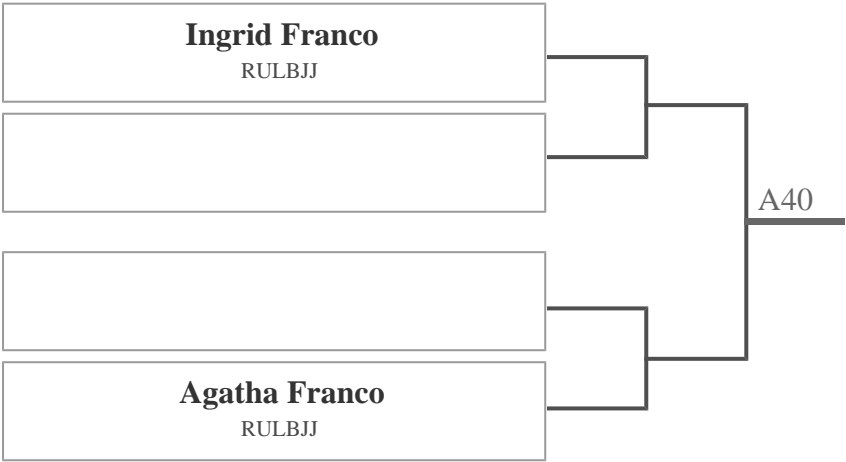 Ingrid Franco
RULBJJ
A40
Agatha Franco
RULBJJ